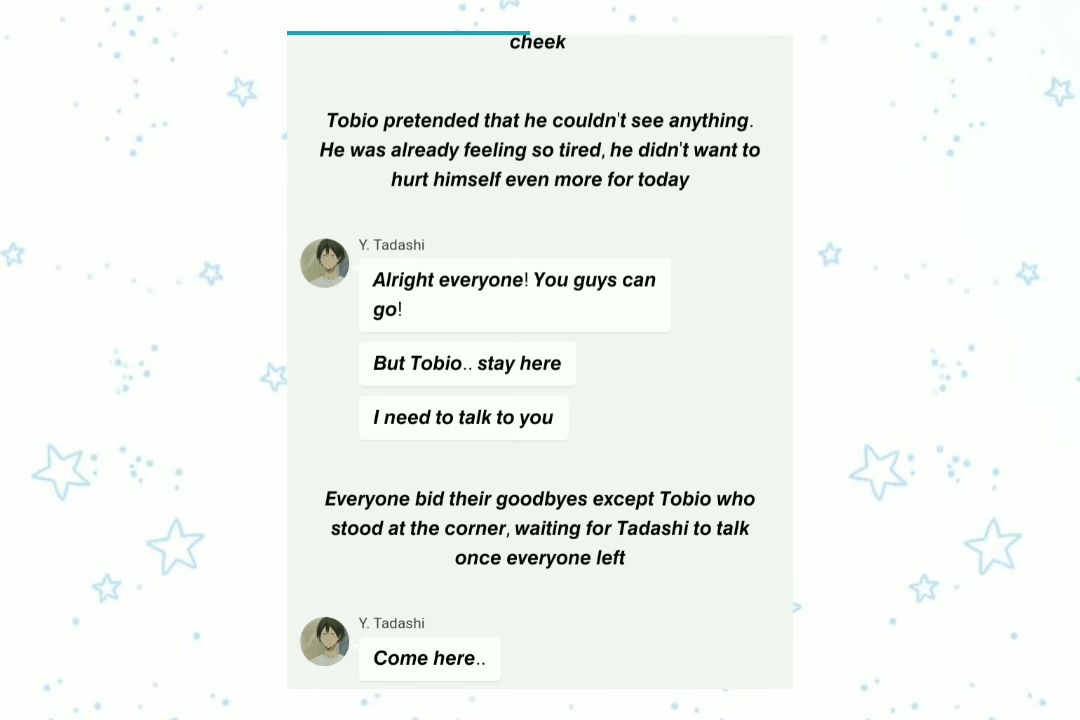 cheek
Tobio pretended that he couldn't see anything.
He was already feeling so tired, he didn't want to
hurt himself even more for today
Y. Tadashi
Alright everyone! You guys can
go!
But Tobio.. stay here
I need to talk to you
Everyone bid their goodbyes except Tobio who
stood at the corner, waiting for Tadashi to talk
once everyone left
Y. Tadashi
Come here..